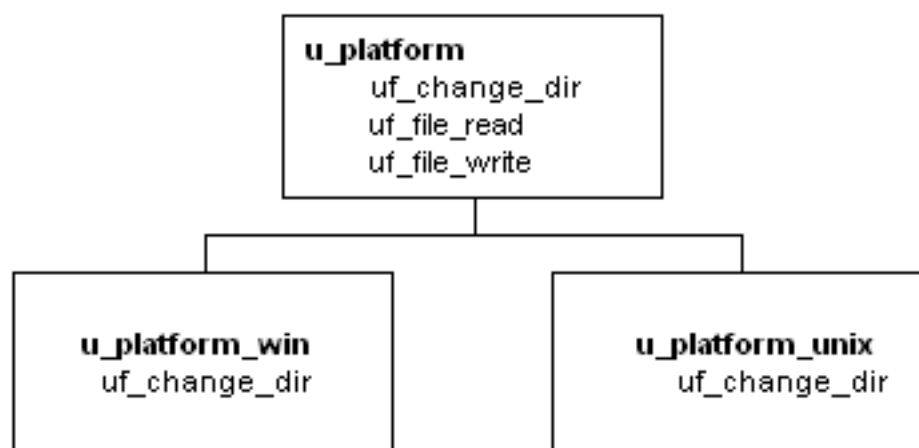 u_platform
uf_change_dir
uf_file_read
uf_file_write
u_platform_win
uf_change_dir
u_platform_unix
uf_change_dir